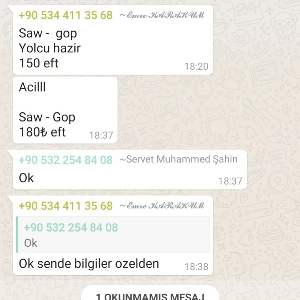 +90 534 411 35 68 ~Emre KARAKUM
Saw - gop
Yolcu hazir
150 eft
18:20
Acilll
Saw - Gop
180₺ eft
18:37
+90 532 254 84 08 ~Servet Muhammed Şahin
Ok
18:37
+90 534 411 35 68 ~Emre KARAKUM
+90 532 254 84 08
Ok
Ok sende bilgiler ozelden
18:38
1 OKUNMAMIŞ MESAJ